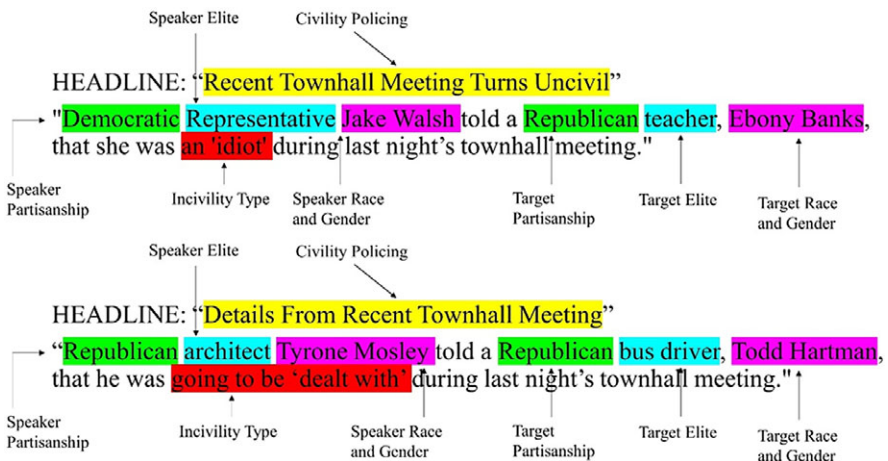 Speaker Elite Civility Policing
HEADLINE: “Recent Townhall Meeting Turns Uncivil”
"Democratic Representative Jake Walsh told a Republican teacher, Ebony Banks,
that she was an 'idiot' during last night’s townhall meeting."
Speaker
Partisanship
Incivility Type
Speaker Race
and Gender
Target
Partisanship
Target Elite
Target Race
and Gender
Speaker Elite Civility Policing
HEADLINE: “Details From Recent Townhall Meeting”
“Republican architect Tyrone Mosley told a Republican bus driver, Todd Hartman,
that he was going to be ‘dealt with’ during last night’s townhall meeting."
Speaker
Partisanship
Incivility Type
Speaker Race
and Gender
Target
Partisanship
Target Elite
Target Race
and Gender